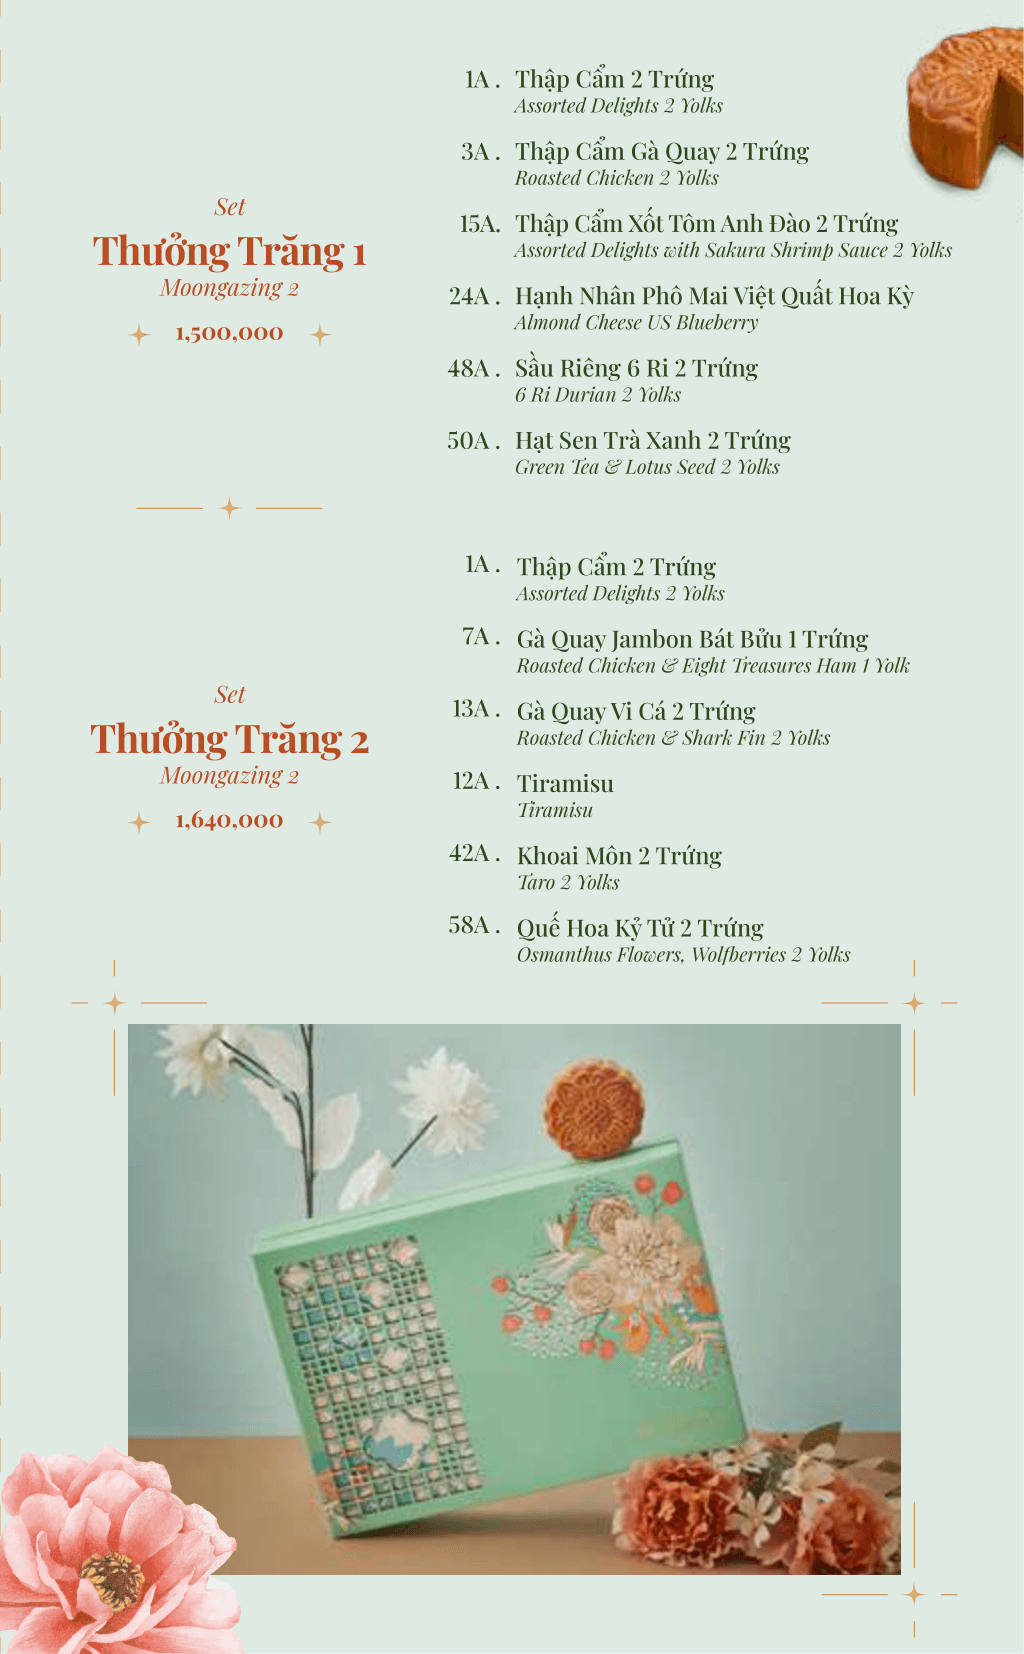 Set
Thưởng Trăng 1
Moongazing 2
1,500,000
1A . Thập Cẩm 2 Trứng
Assorted Delights 2 Yolks
3A . Thập Cẩm Gà Quay 2 Trứng
Roasted Chicken 2 Yolks
15A. Thập Cẩm Xốt Tôm Anh Đào 2 Trứng
Assorted Delights with Sakura Shrimp Sauce 2 Yolks
24A . Hạnh Nhân Phô Mai Việt Quất Hoa Kỳ
Almond Cheese US Blueberry
48A . Sầu Riêng 6 Ri 2 Trứng
6 Ri Durian 2 Yolks
50A . Hạt Sen Trà Xanh 2 Trứng
Green Tea & Lotus Seed 2 Yolks
Set
Thưởng Trăng 2
Moongazing 2
1,640,000
1A . Thập Cẩm 2 Trứng
Assorted Delights 2 Yolks
7A . Gà Quay Jambon Bát Bửu 1 Trứng
Roasted Chicken & Eight Treasures Ham 1 Yolk
13A . Gà Quay Vi Cá 2 Trứng
Roasted Chicken & Shark Fin 2 Yolks
12A . Tiramisu
Tiramisu
42A . Khoai Môn 2 Trứng
Taro 2 Yolks
58A . Quế Hoa Kỷ Tử 2 Trứng
Osmanthus Flowers, Wolfberries 2 Yolks